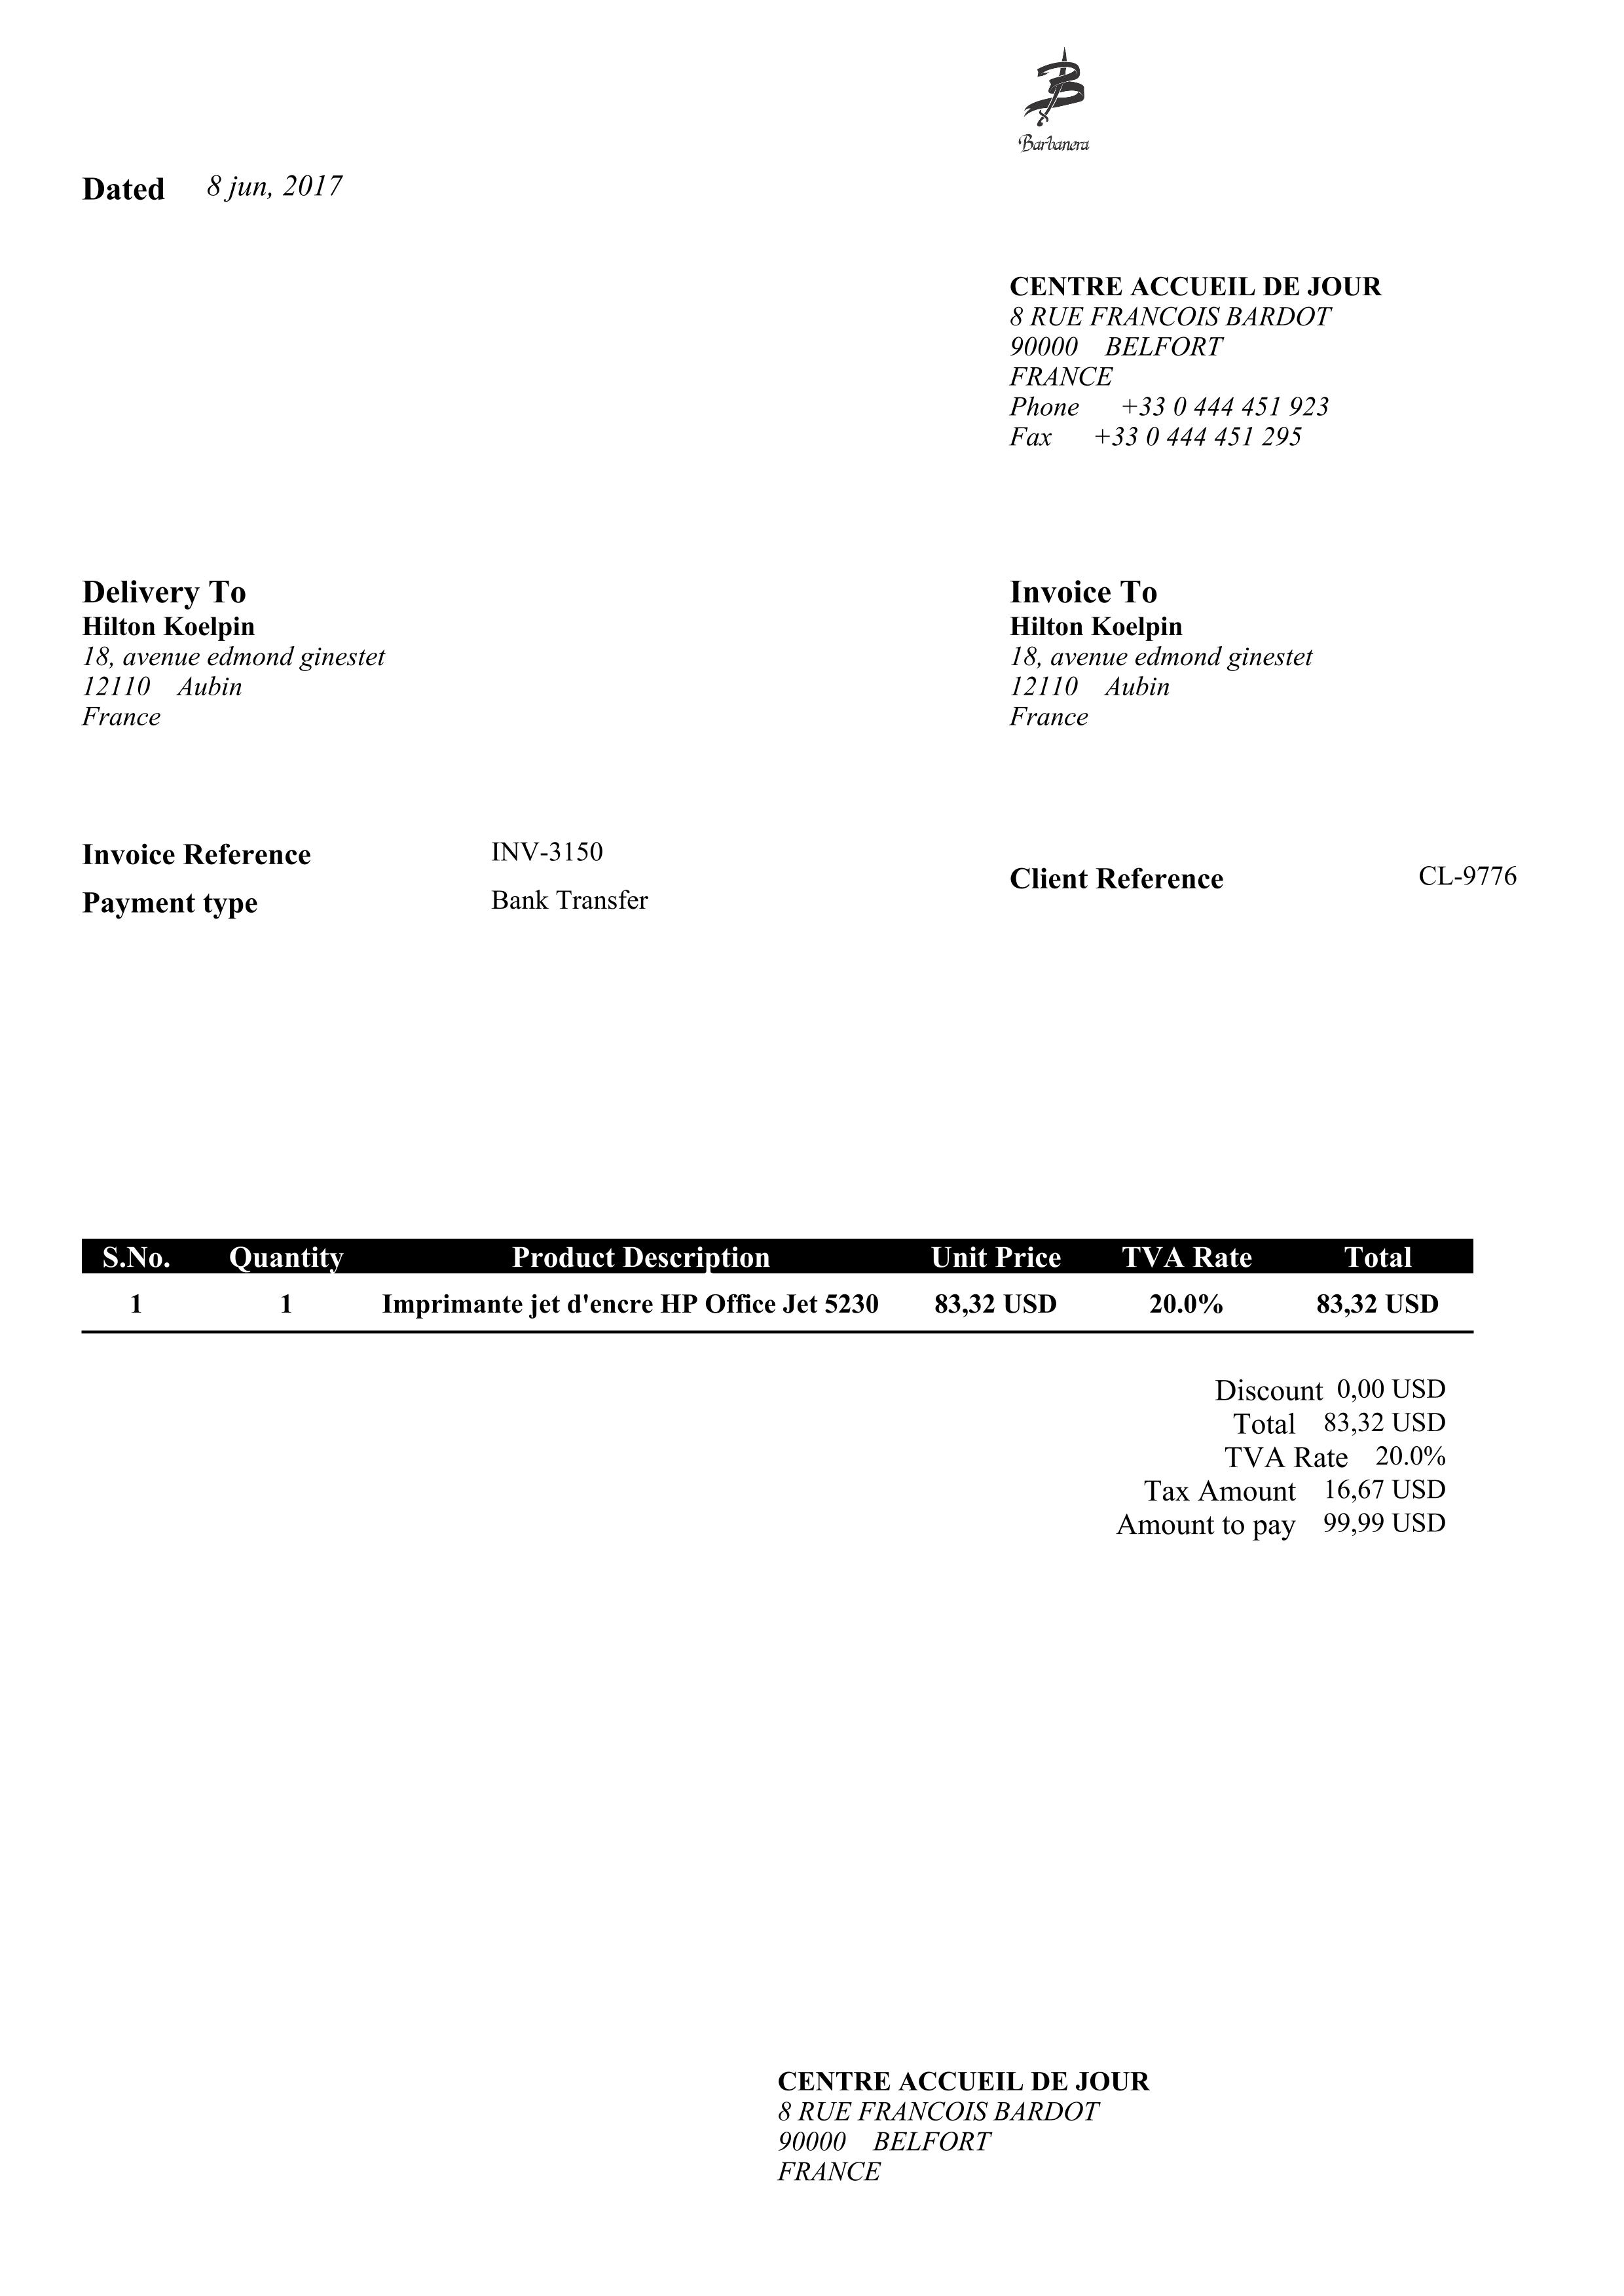 Barbanera
Dated 8 jun, 2017
CENTRE ACCUEIL DE JOUR
8 RUE FRANCOIS BARDOT
90000 BELFORT
FRANCE
Phone +33 0 444 451 923
Fax +33 0 444 451 295
Delivery To
Hilton Koelpin
18, avenue edmond ginestet
12110 Aubin
France
Invoice To
Hilton Koelpin
18, avenue edmond ginestet
12110 Aubin
France
Invoice Reference INV-3150
Payment type Bank Transfer
Client Reference CL-9776
S.No. Quantity Product Description Unit Price TVA Rate Total
1 1 Imprimante jet d'encre HP Office Jet 5230 83,32 USD 20.0% 83,32 USD
Discount 0,00 USD
Total 83,32 USD
TVA Rate 20.0%
Tax Amount 16,67 USD
Amount to pay 99,99 USD
CENTRE ACCUEIL DE JOUR
8 RUE FRANCOIS BARDOT
90000 BELFORT
FRANCE